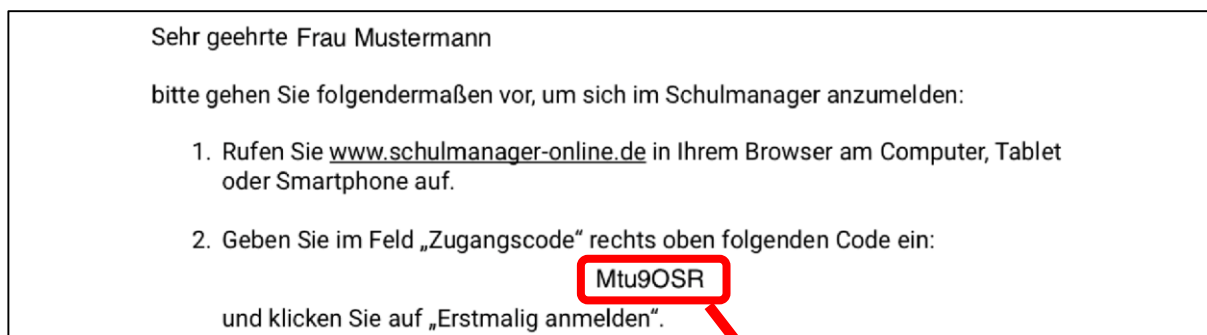 Sehr geehrte Frau Mustermann
bitte gehen Sie folgendermaßen vor, um sich im Schulmanager anzumelden:
1. Rufen Sie www.schulmanager-online.de in Ihrem Browser am Computer, Tablet
oder Smartphone auf.
2. Geben Sie im Feld „Zugangscode“ rechts oben folgenden Code ein:
Mtu9OSR
und klicken Sie auf „Erstmalig anmelden“.